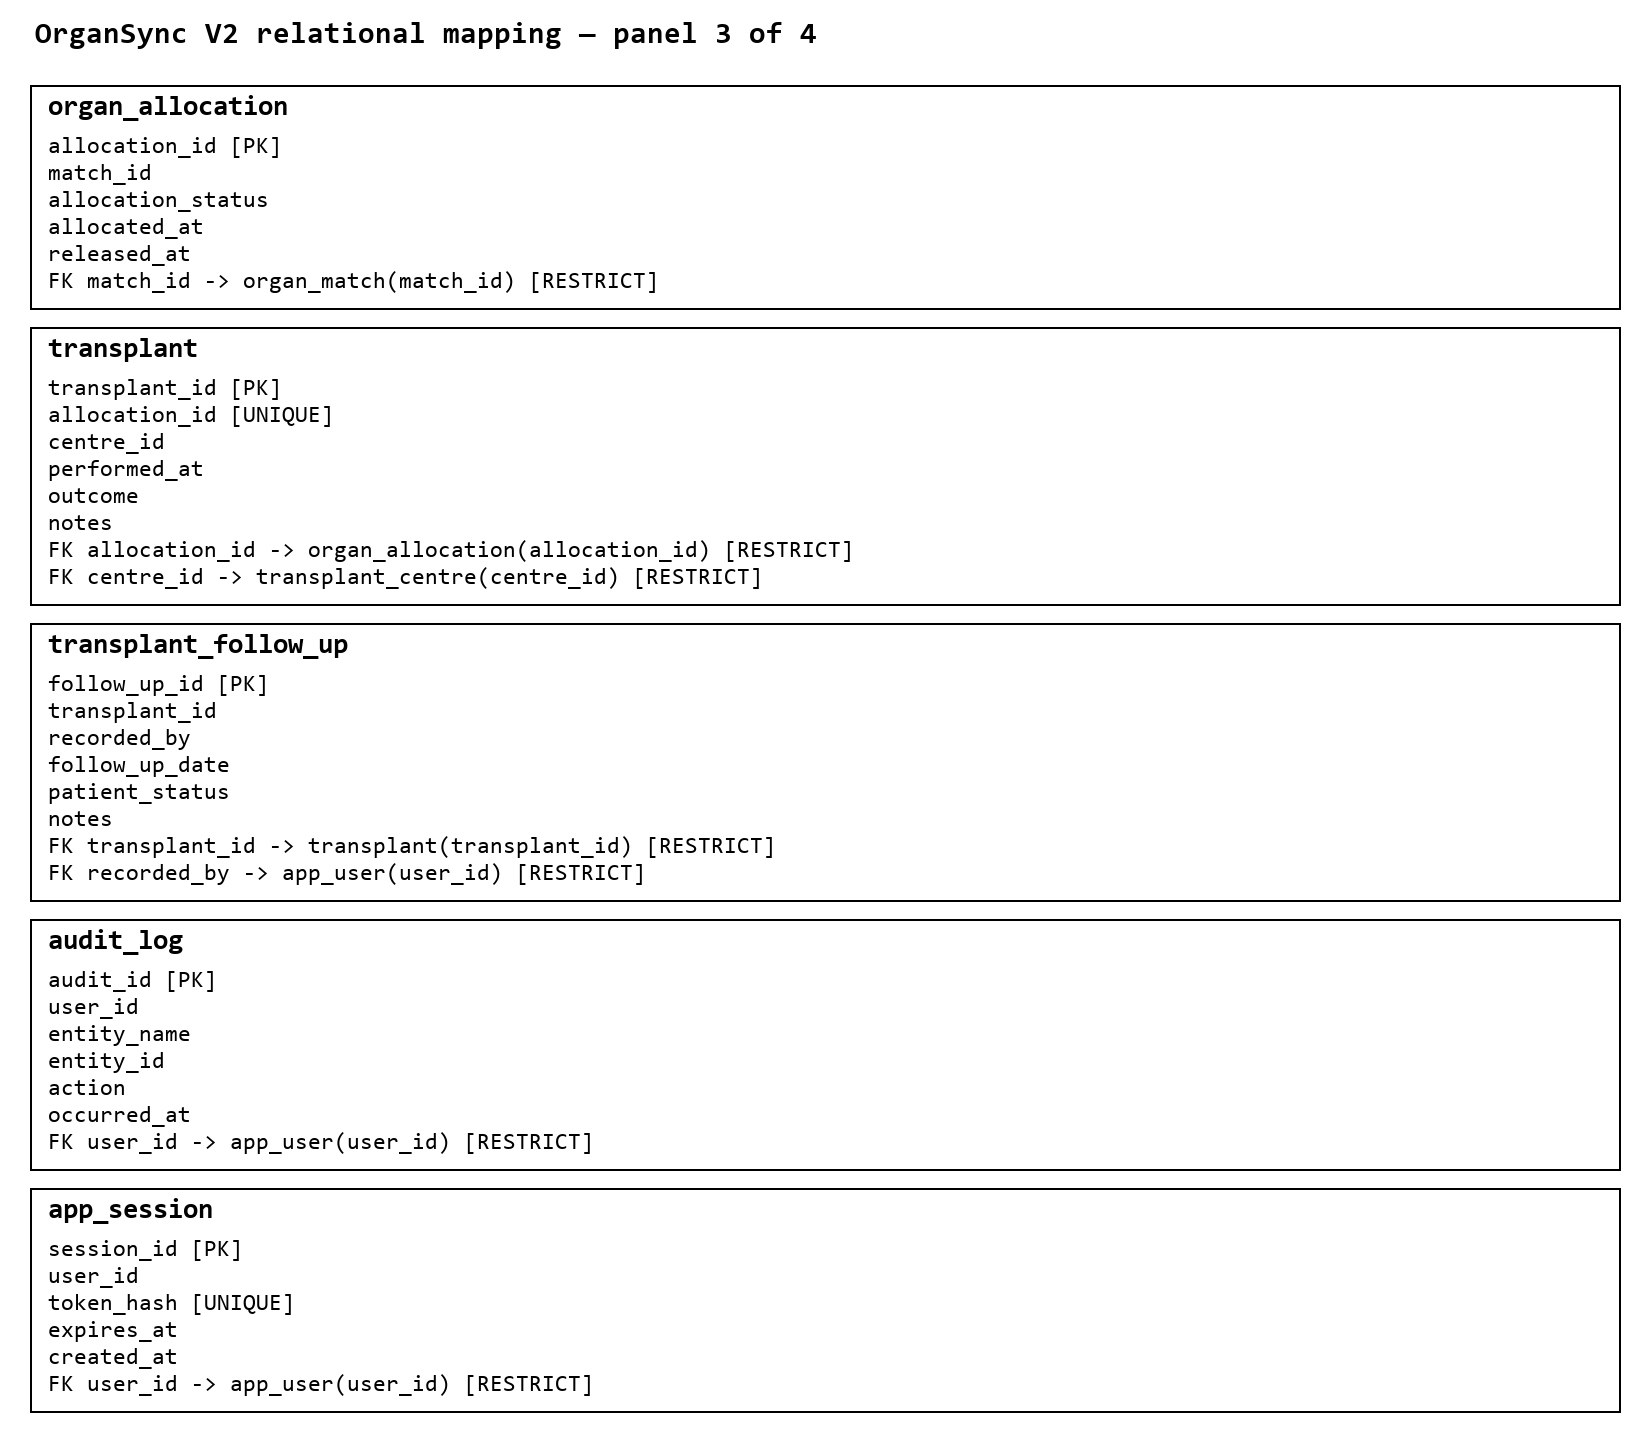 OrganSync V2 relational mapping — panel 3 of 4
organ_allocation
allocation_id [PK]
match_id
allocation_status
allocated_at
released_at
FK match_id -> organ_match(match_id) [RESTRICT]
transplant
transplant_id [PK]
allocation_id [UNIQUE]
centre_id
performed_at
outcome
notes
FK allocation_id -> organ_allocation(allocation_id) [RESTRICT]
FK centre_id -> transplant_centre(centre_id) [RESTRICT]
transplant_follow_up
follow_up_id [PK]
transplant_id
recorded_by
follow_up_date
patient_status
notes
FK transplant_id -> transplant(transplant_id) [RESTRICT]
FK recorded_by -> app_user(user_id) [RESTRICT]
audit_log
audit_id [PK]
user_id
entity_name
entity_id
action
occurred_at
FK user_id -> app_user(user_id) [RESTRICT]
app_session
session_id [PK]
user_id
token_hash [UNIQUE]
expires_at
created_at
FK user_id -> app_user(user_id) [RESTRICT]